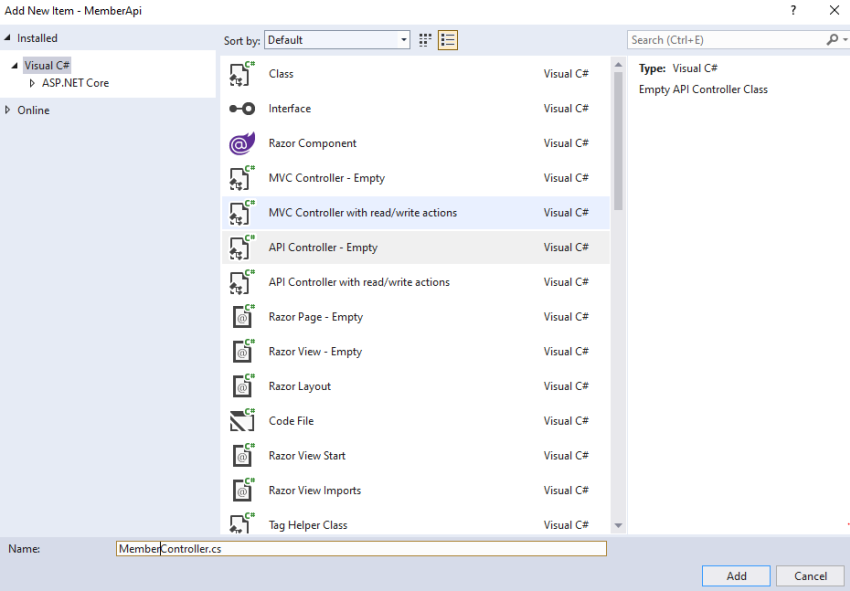 Add New Item - MemberApi
?
Installed
Sort by: Default
Search (Ctrl+E)
Visual C#
ASP.NET Core
Online
Class Visual C#
Interface Visual C#
Razor Component Visual C#
MVC Controller - Empty Visual C#
MVC Controller with read/write actions Visual C#
API Controller - Empty Visual C#
API Controller with read/write actions Visual C#
Razor Page - Empty Visual C#
Razor View - Empty Visual C#
Razor Layout Visual C#
Code File Visual C#
Razor View Start Visual C#
Razor View Imports Visual C#
Tag Helper Class Visual C#
Type: Visual C#
Empty API Controller Class
Name: MemberController.cs
Add Cancel